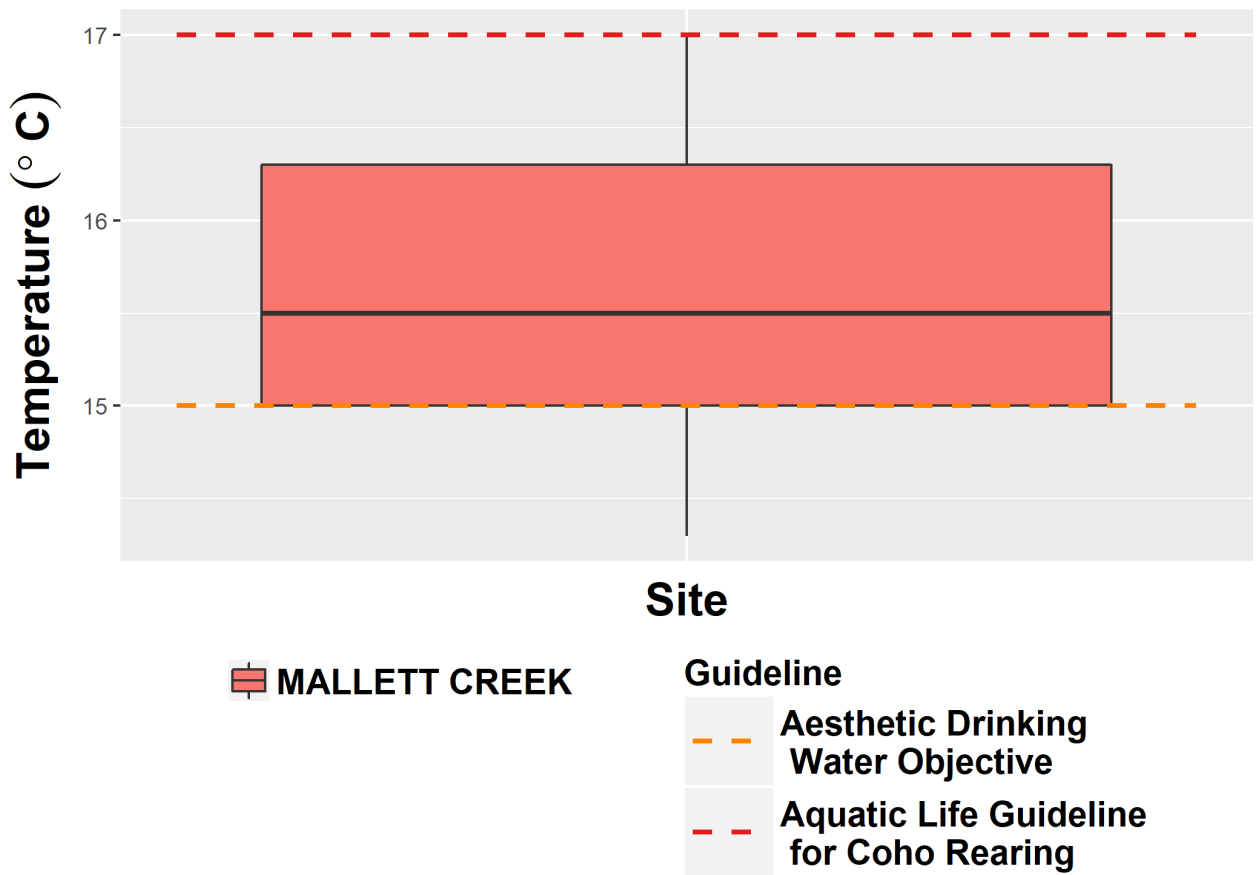 17
16
15
Temperature (° C)
Site
MALLETT CREEK
Guideline
Aesthetic Drinking
Water Objective
Aquatic Life Guideline
for Coho Rearing